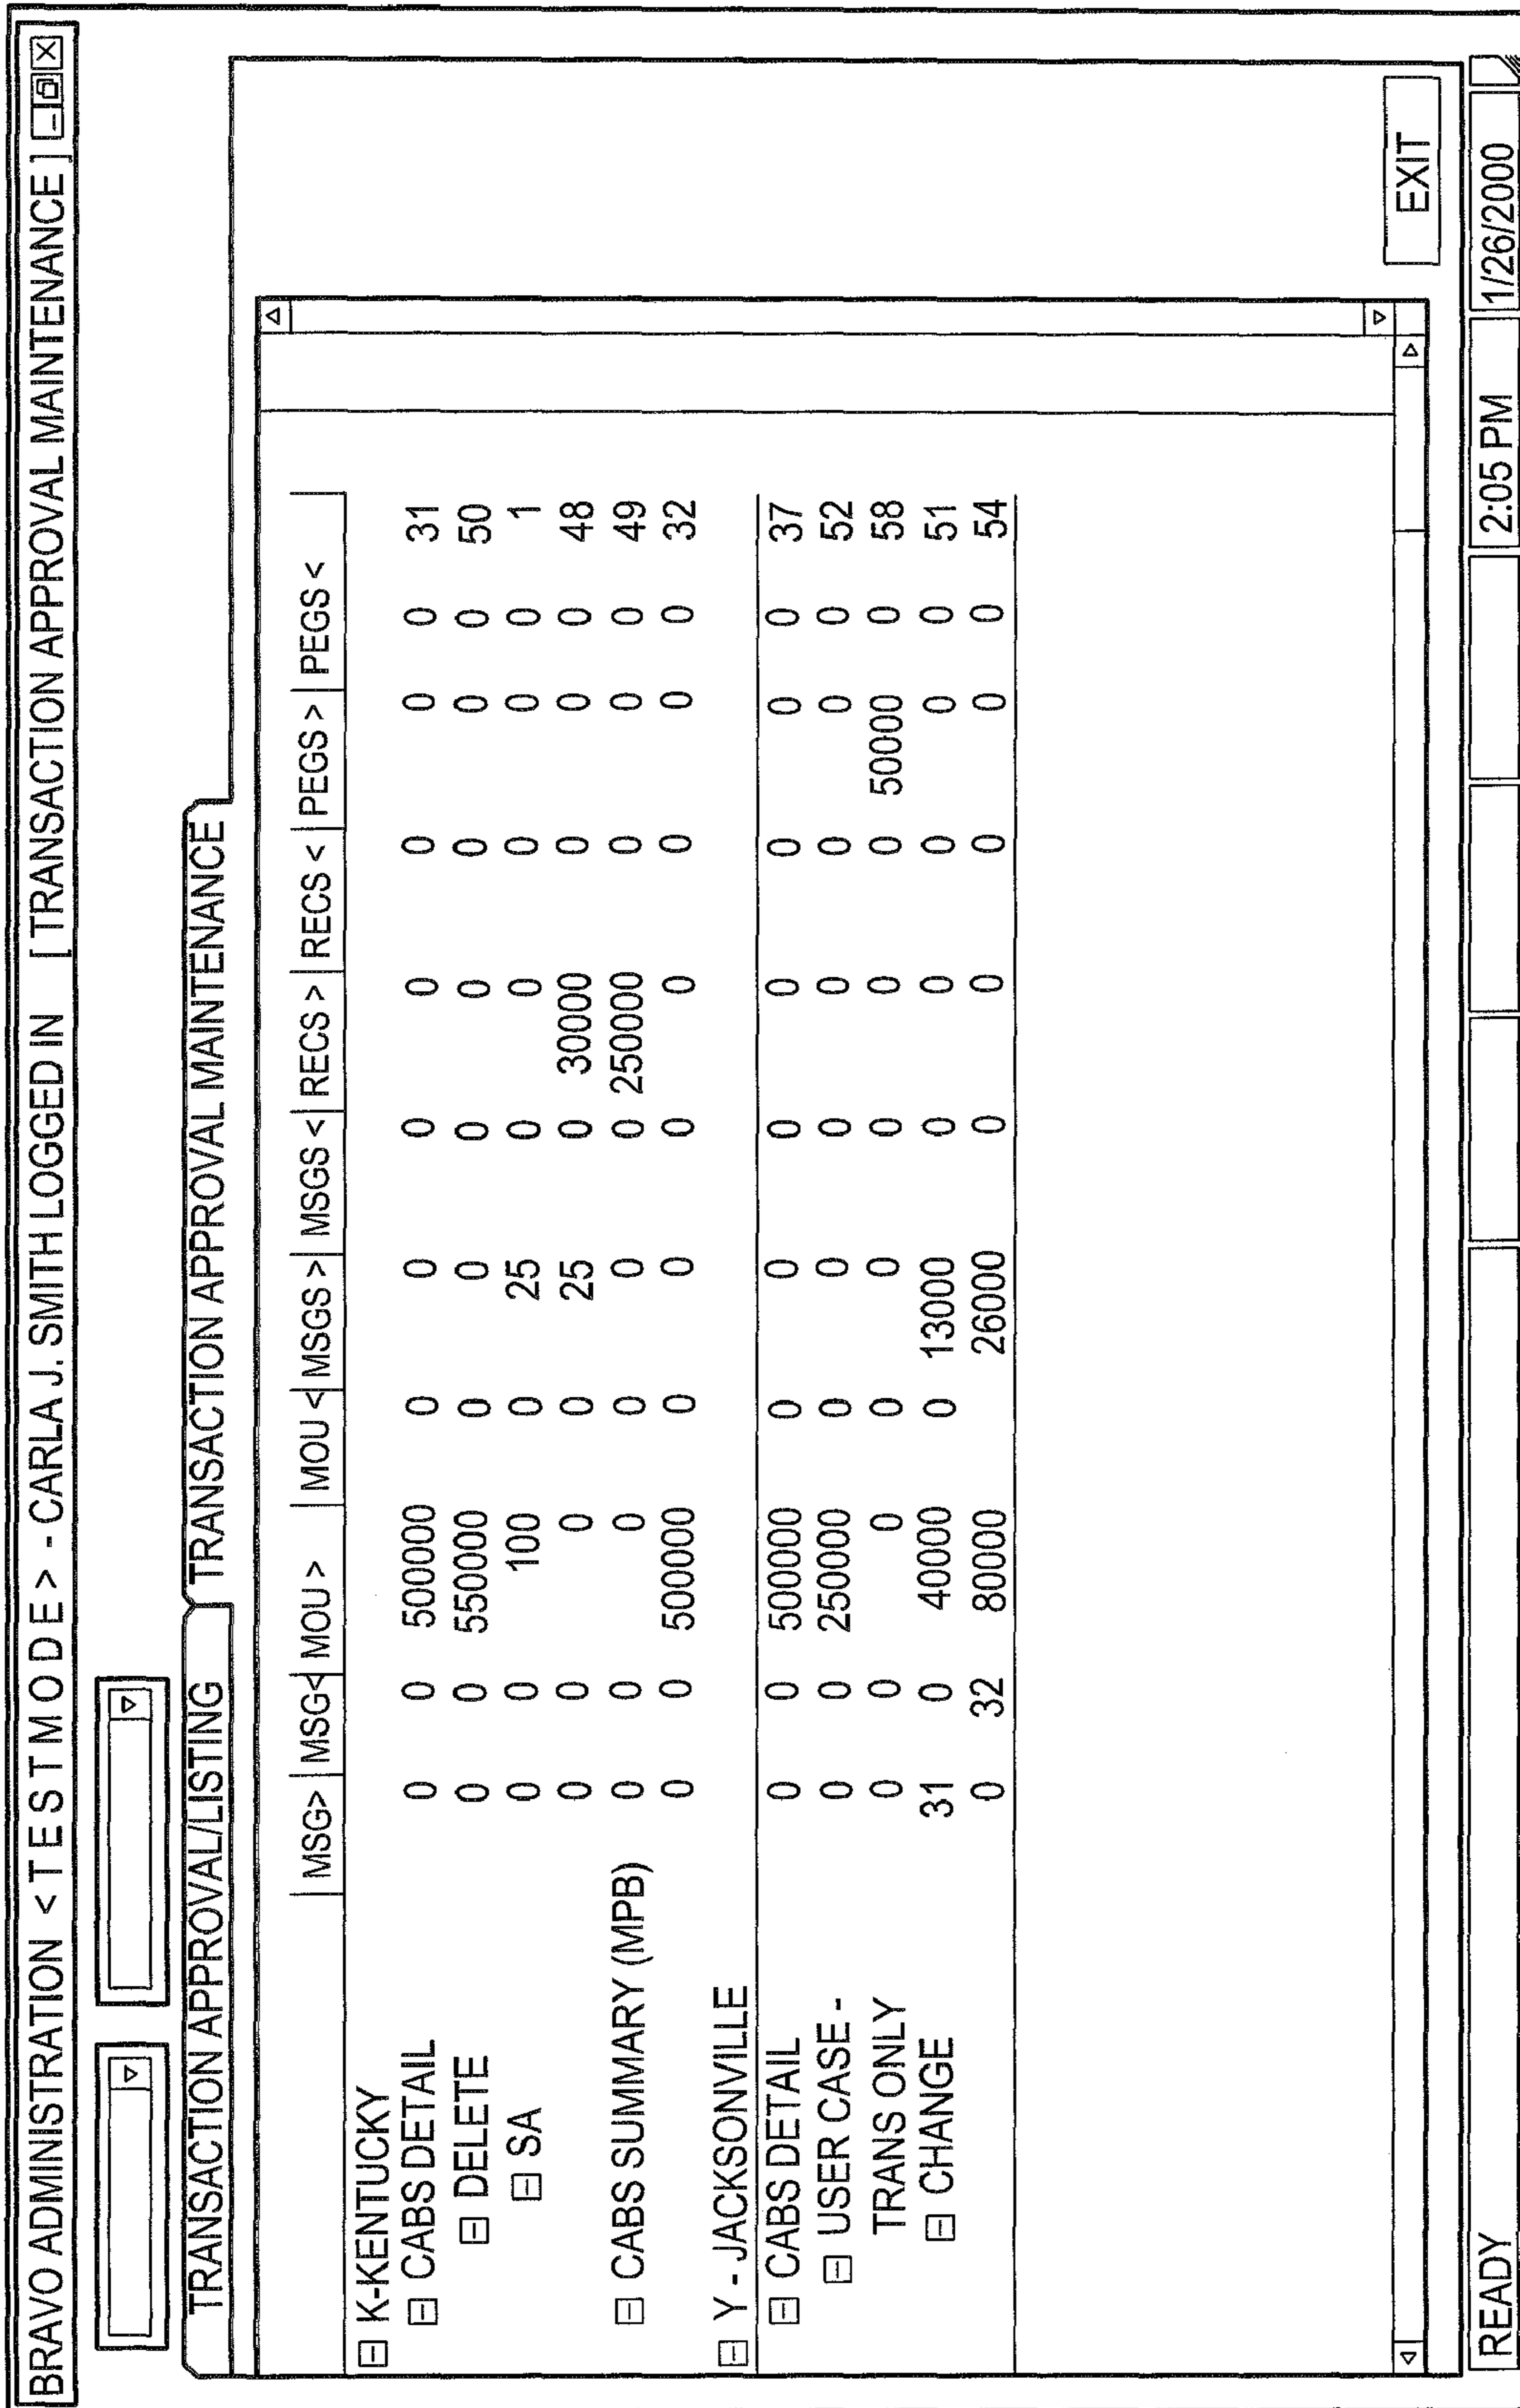 BRAVO ADMINISTRATION < T E S T M O D E > - CARLA J. SMITH LOGGED IN [ TRANSACTION APPROVAL MAINTENANCE ]
TRANSACTION APPROVAL/LISTING TRANSACTION APPROVAL MAINTENANCE
MSG> MSG< MOU > MOU < MSGS > MSGS < RECS > RECS < PEGS > PEGS <
K-KENTUCKY
CABS DETAIL 0 0 500000 0 0 0 0 0 0 0 31
DELETE 0 0 550000 0 0 0 0 0 0 0 50
SA 0 0 100 0 25 0 0 0 0 0 1
0 0 0 0 25 0 30000 0 0 0 48
CABS SUMMARY (MPB) 0 0 0 0 0 0 250000 0 0 0 49
0 0 500000 0 0 0 0 0 0 0 32
Y - JACKSONVILLE
CABS DETAIL 0 0 500000 0 0 0 0 0 0 0 37
USER CASE - 0 0 250000 0 0 0 0 0 0 0 52
TRANS ONLY 0 0 0 0 0 0 0 0 50000 0 58
CHANGE 31 0 40000 0 13000 0 0 0 0 0 51
0 32 80000 26000 0 0 0 0 0 54
EXIT
READY 2:05 PM 1/26/2000